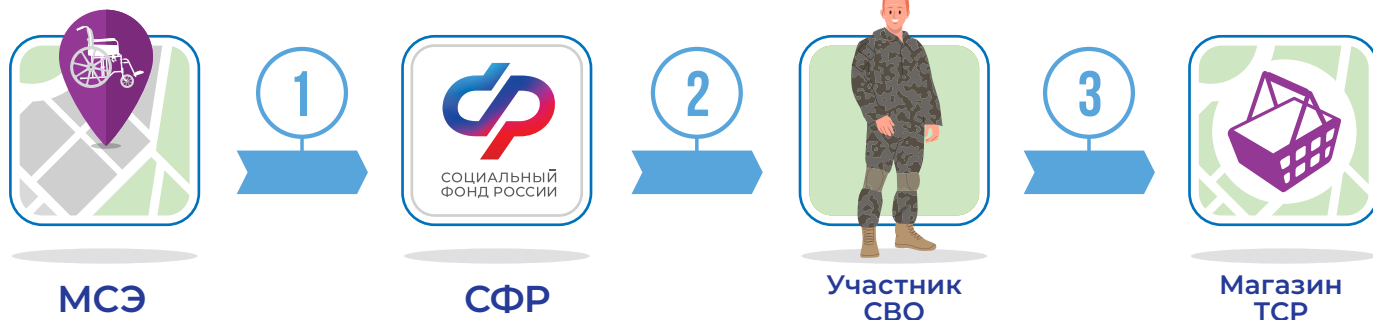 1
2
3
СОЦИАЛЬНЫЙ
ФОНД РОССИИ
МСЭ
СФР
Участник
СВО
Магазин
ТСР